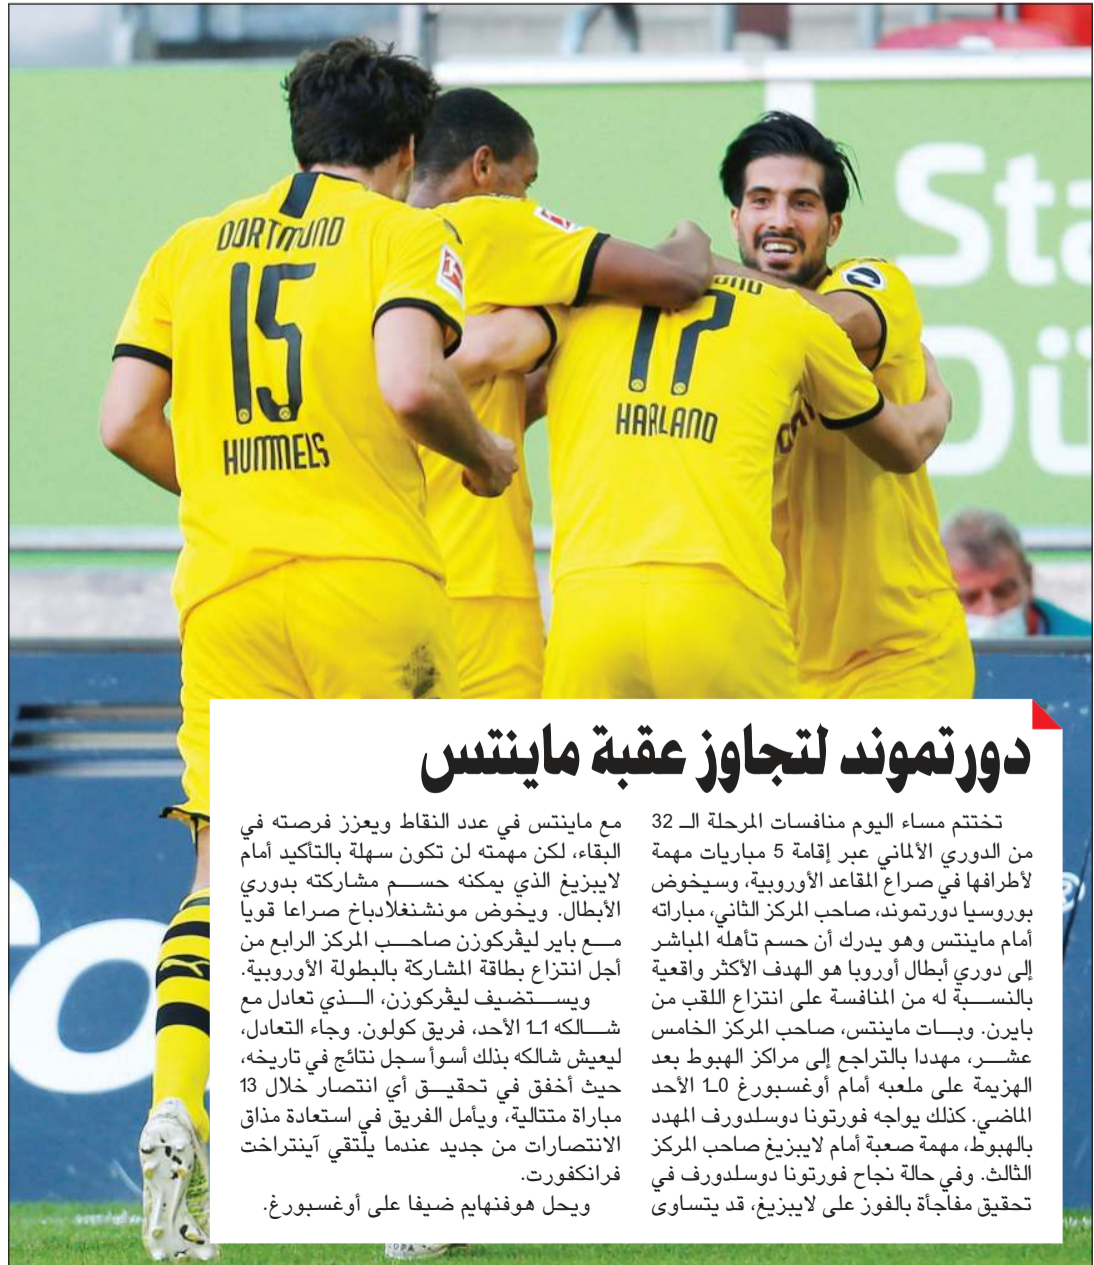 Sta
Dü
DORTMUND
15
HUMMELS
17
HAALAND
دورتموند لتجاوز عقبة ماينتس
تختتم مساء اليوم منافسات المرحلة الـ 32
من الدوري الألماني عبر إقامة 5 مباريات مهمة
لأطرافها في صراع المقاعد الأوروبية، وسيخوض
بوروسيا دورتموند، صاحب المركز الثاني، مباراته
أمام ماينتس وهو يدرك أن حسم تأهله المباشر
إلى دوري أبطال أوروبا هو الهدف الأكثر واقعية
بالنسبة له من المنافسة على انتزاع اللقب من
بايرن. وبات ماينتس، صاحب المركز الخامس
عشر، مهددا بالتراجع إلى مراكز الهبوط بعد
الهزيمة على ملعبه أمام أوغسبورغ 0ـ1 الأحد
الماضي. كذلك يواجه فورتونا دوسلدورف المهدد
بالهبوط، مهمة صعبة أمام لايبزيغ صاحب المركز
الثالث. وفي حالة نجاح فورتونا دوسلدورف في
تحقيق مفاجأة بالفوز على لايبزيغ، قد يتساوى
مع ماينتس في عدد النقاط ويعزز فرصته في
البقاء، لكن مهمته لن تكون سهلة بالتأكيد أمام
لايبزيغ الذي يمكنه حسم مشاركته بدوري
الأبطال. ويخوض مونشنغلادباخ صراعا قويا
مع باير ليڤركوزن صاحب المركز الرابع من
أجل انتزاع بطاقة المشاركة بالبطولة الأوروبية.
ويستضيف ليڤركوزن، الذي تعادل مع
شالكه 1ـ1 الأحد، فريق كولون. وجاء التعادل،
ليعيش شالكه بذلك أسوأ سجل نتائج في تاريخه،
حيث أخفق في تحقيق أي انتصار خلال 13
مباراة متتالية، ويأمل الفريق في استعادة مذاق
الانتصارات من جديد عندما يلتقي آينتراخت
فرانكفورت.
ويحل هوفنهايم ضيفا على أوغسبورغ.